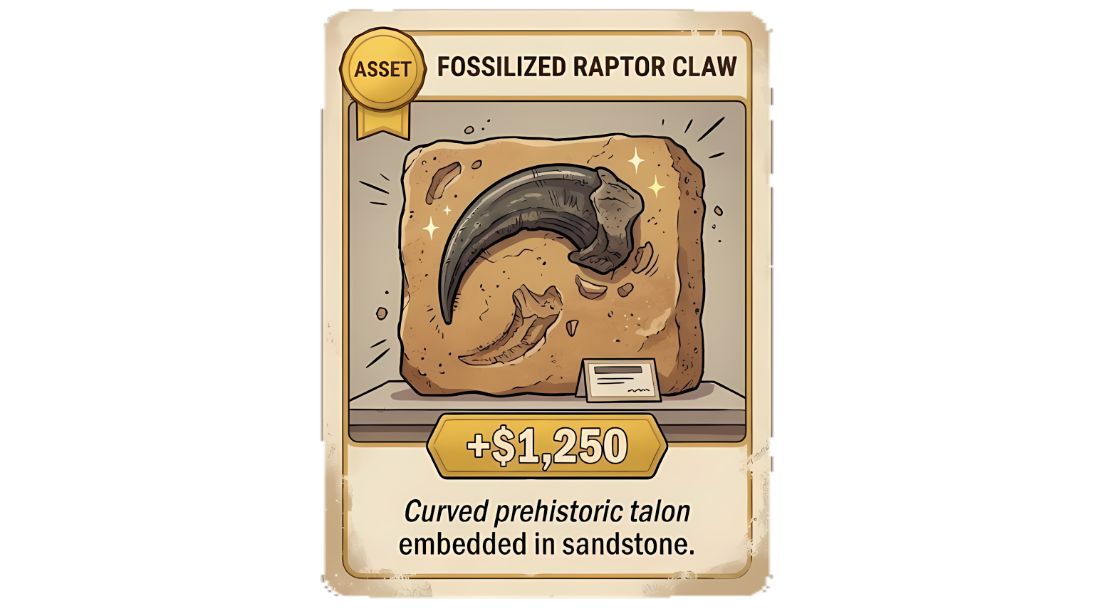 ASSET
FOSSILIZED RAPTOR CLAW
+$1,250
Curved prehistoric talon
embedded in sandstone.